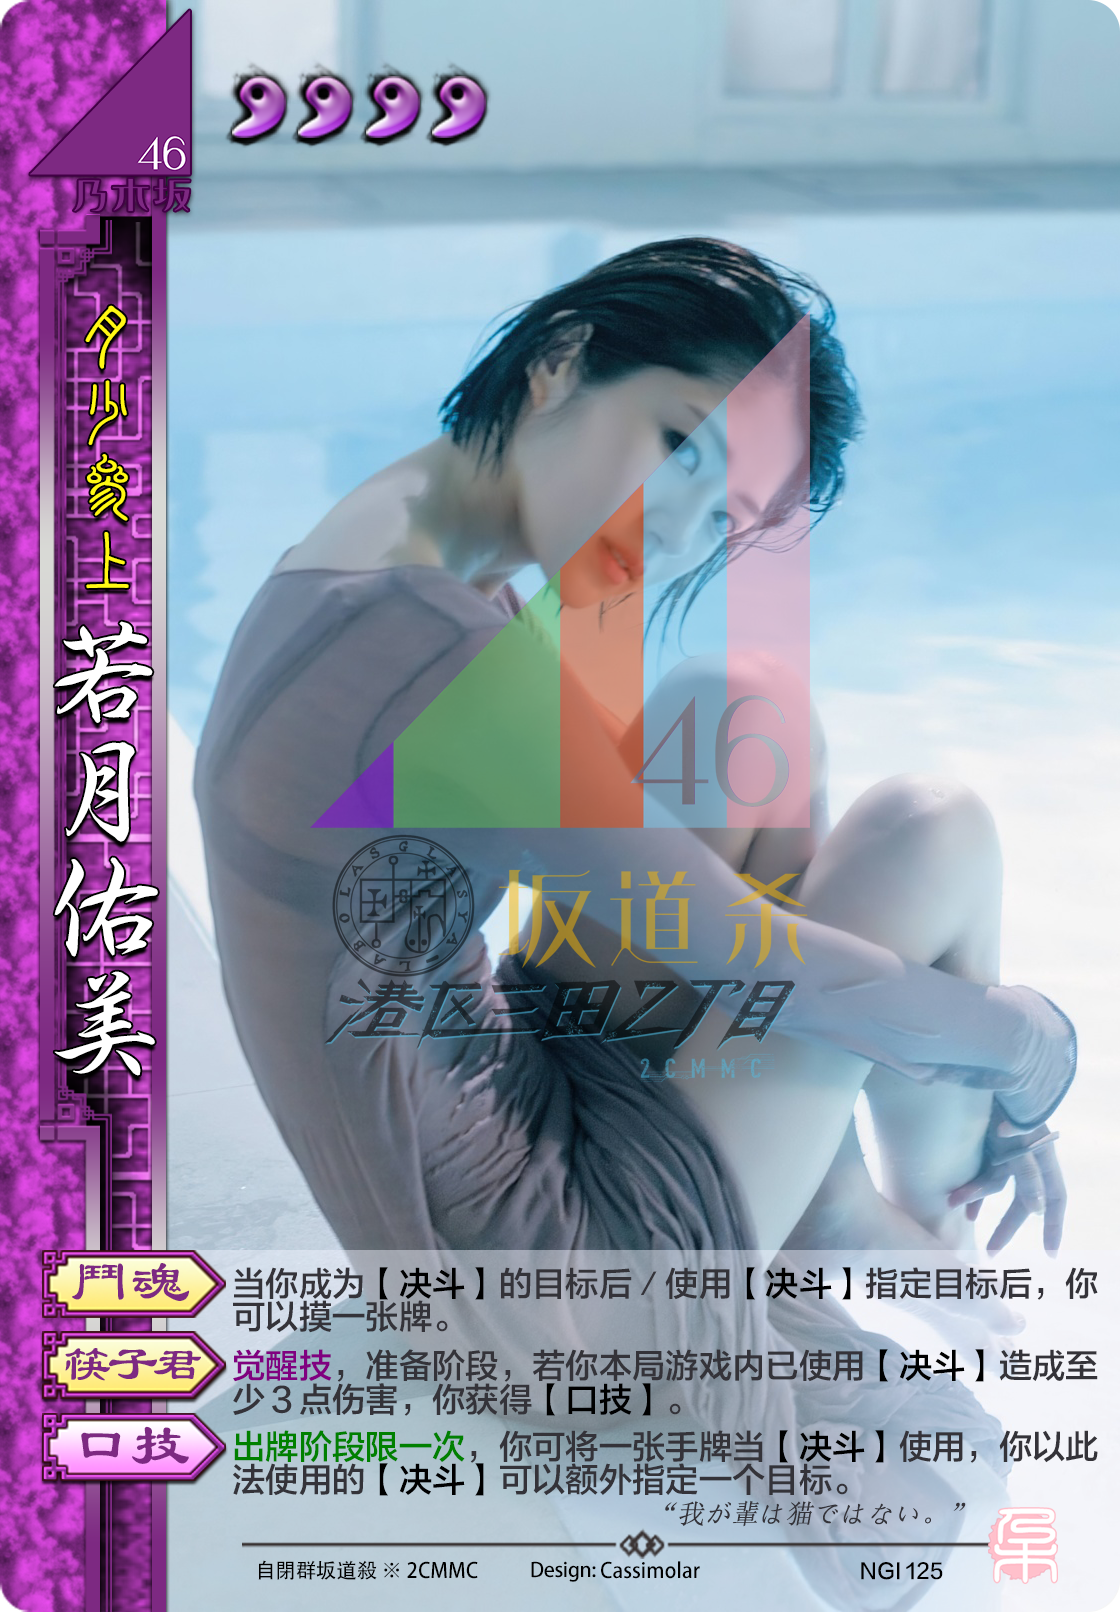 46
乃木坂
月少參上
若月佑美
46
GLASYA LABOLAS
坂道杀
港区三田2丁目
2CMMC
鬥魂
当你成为【决斗】的目标后/使用【决斗】指定目标后，你
可以摸一张牌。
筷子君
觉醒技，准备阶段，若你本局游戏内已使用【决斗】造成至
少3点伤害，你获得【口技】。
口技
出牌阶段限一次，你可将一张手牌当【决斗】使用，你以此
法使用的【决斗】可以额外指定一个目标。
“我が輩は猫ではない。”
自閉群坂道殺 ※ 2CMMC
Design: Cassimolar
NGI 125